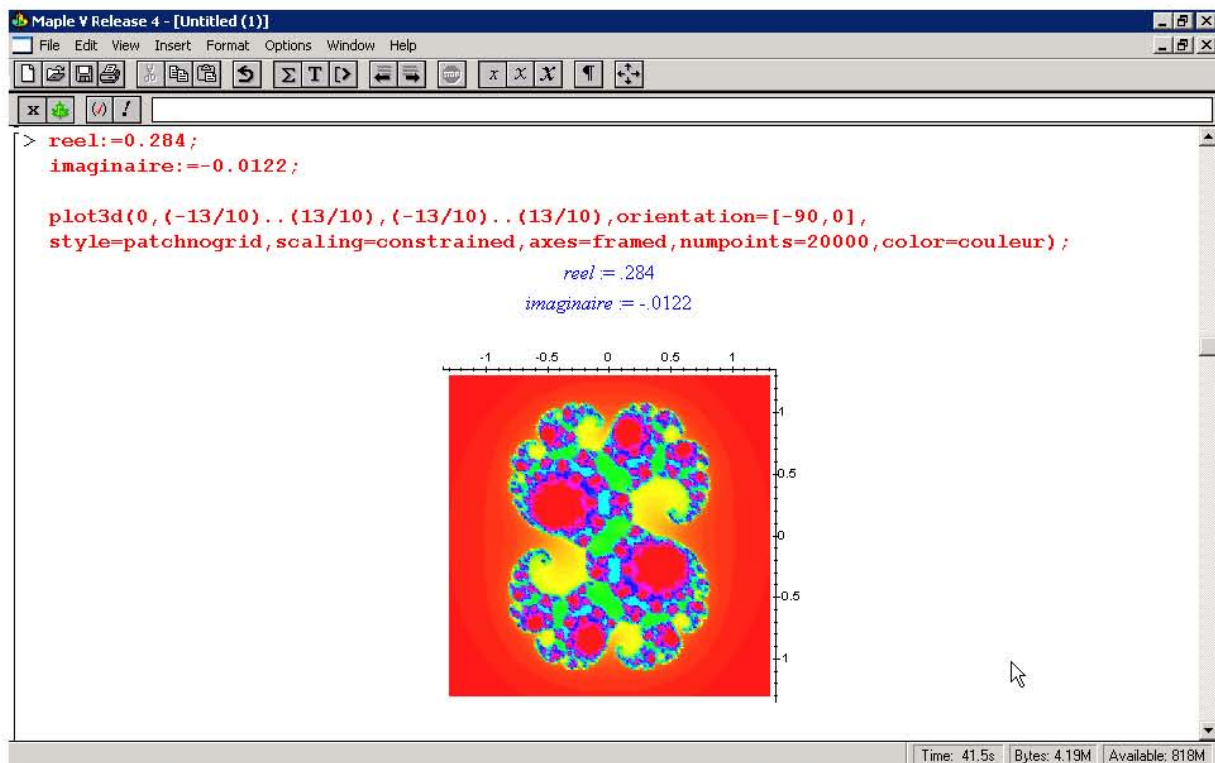 Maple V Release 4 - [Untitled (1)]
File Edit View Insert Format Options Window Help
Σ T [> STOP x x x ¶
x (/) !
> reel:=0.284;
imaginaire:=-0.0122;
plot3d(0,(-13/10)..(13/10),(-13/10)..(13/10),orientation=[-90,0],
style=patchnogrid,scaling=constrained,axes=framed,numpoints=20000,color=couleur);
reel := .284
imaginaire := -.0122
-1 -0.5 0 0.5 1
-1
-0.5
0
-0.5
-1
Time: 41.5s Bytes: 4.19M Available: 818M